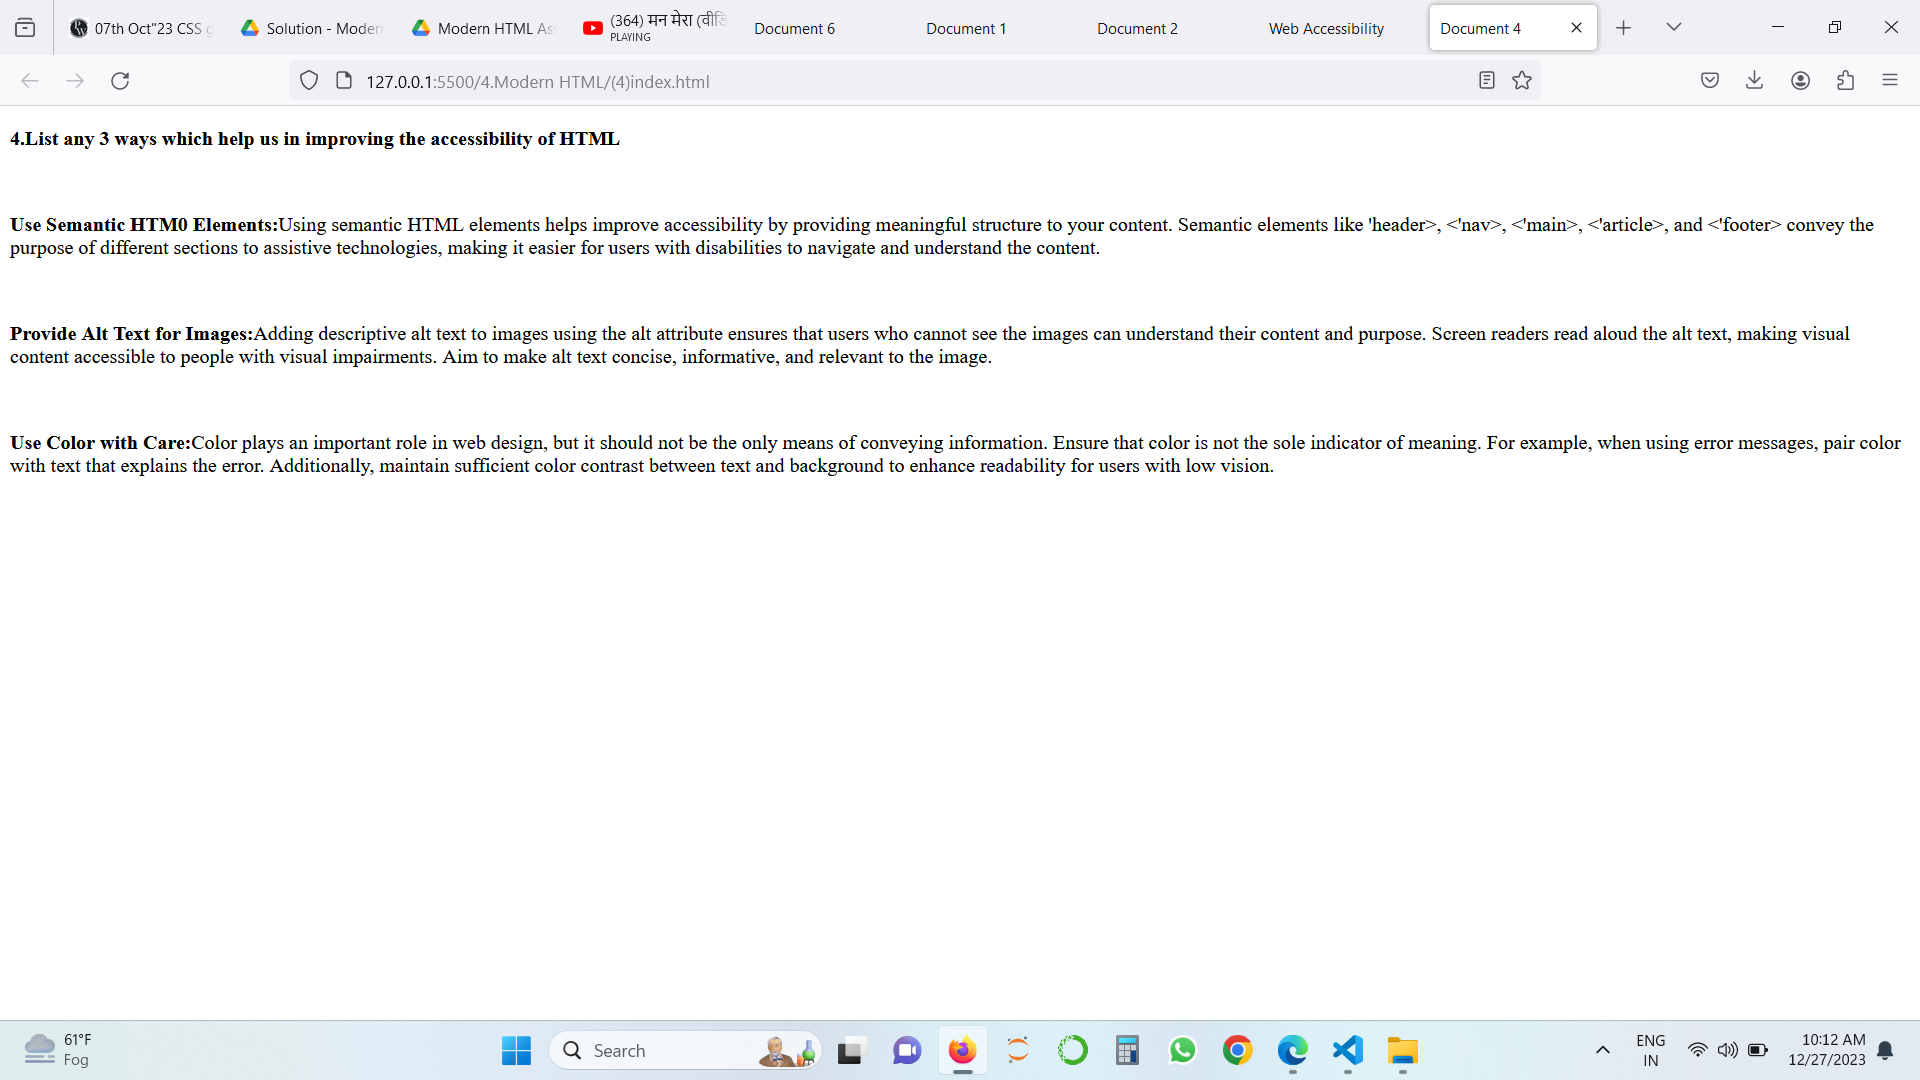 07th Oct"23 CSS g
Solution - Modern
Modern HTML Ass
(364) मन मेरा (वीडि
PLAYING
Document 6
Document 1
Document 2
Web Accessibility
Document 4
127.0.0.1:5500/4.Modern HTML/(4)index.html
4.List any 3 ways which help us in improving the accessibility of HTML
Use Semantic HTM0 Elements:Using semantic HTML elements helps improve accessibility by providing meaningful structure to your content. Semantic elements like 'header>, <'nav>, <'main>, <'article>, and <'footer> convey the
purpose of different sections to assistive technologies, making it easier for users with disabilities to navigate and understand the content.
Provide Alt Text for Images:Adding descriptive alt text to images using the alt attribute ensures that users who cannot see the images can understand their content and purpose. Screen readers read aloud the alt text, making visual
content accessible to people with visual impairments. Aim to make alt text concise, informative, and relevant to the image.
Use Color with Care:Color plays an important role in web design, but it should not be the only means of conveying information. Ensure that color is not the sole indicator of meaning. For example, when using error messages, pair color
with text that explains the error. Additionally, maintain sufficient color contrast between text and background to enhance readability for users with low vision.
61°F
Fog
Search
ENG
IN
10:12 AM
12/27/2023